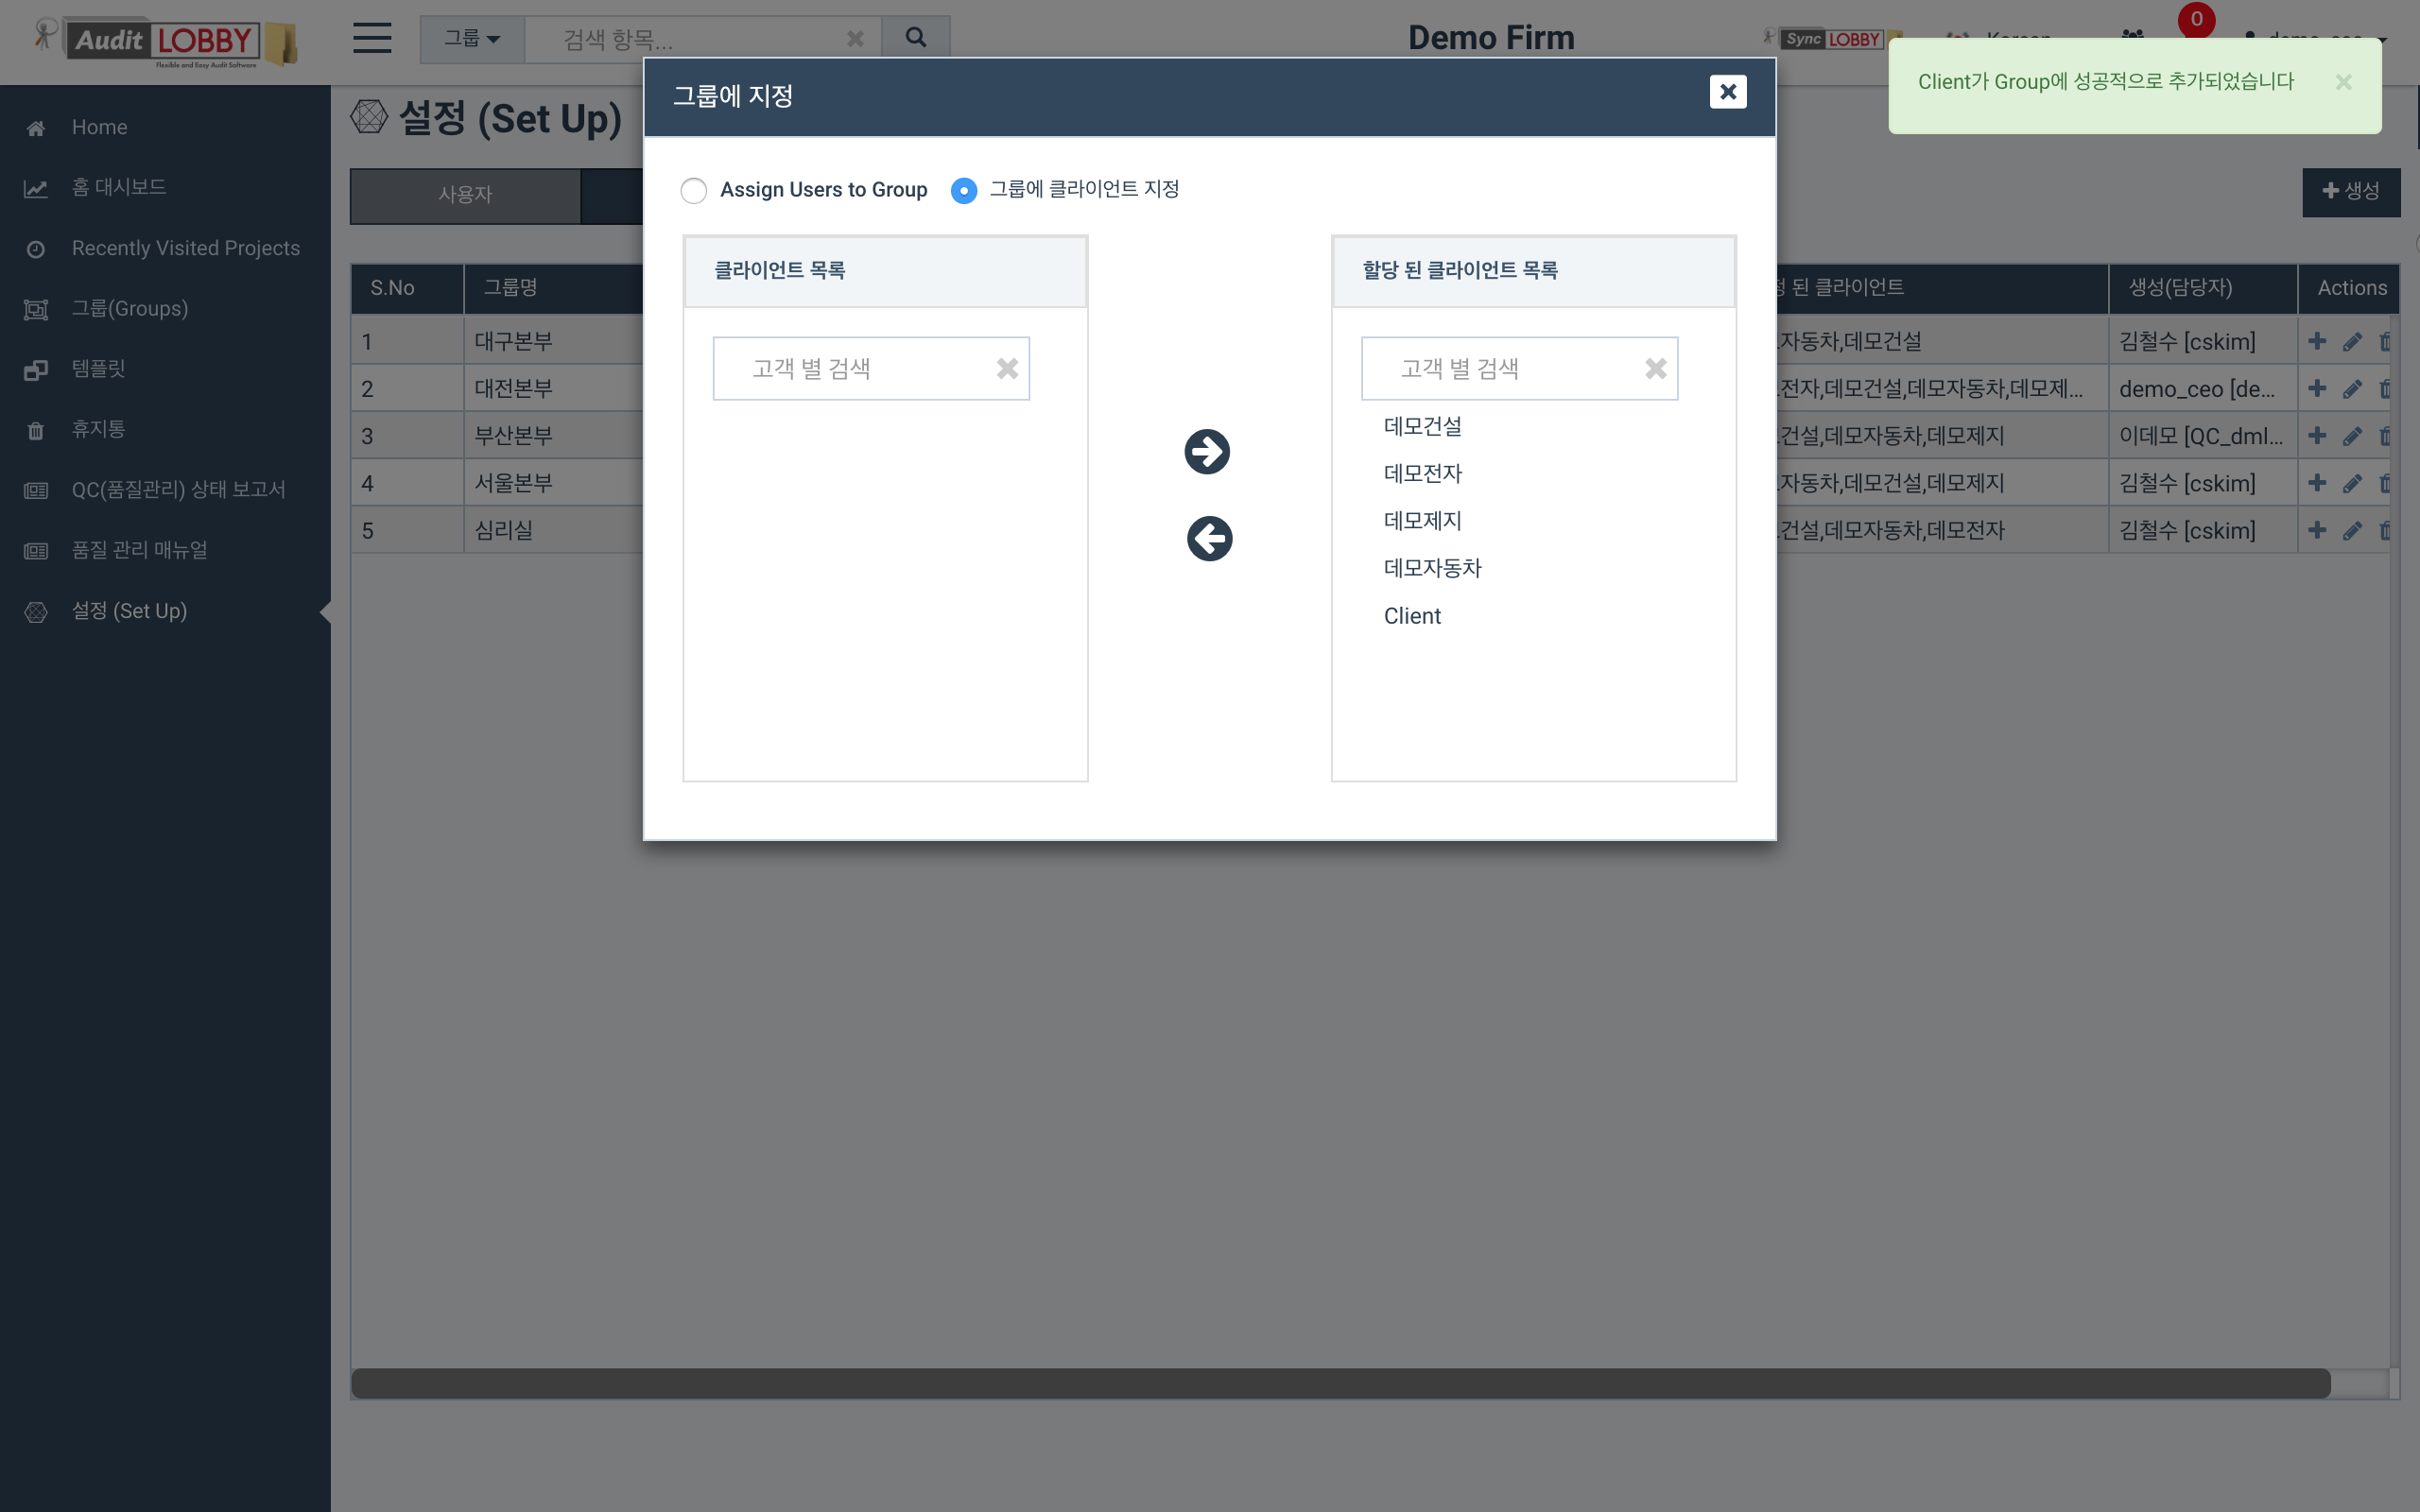 Audit LOBBY
Flexible and Easy Audit Software
그룹
검색 항목...
Demo Firm
Sync LOBBY
0
Client가 Group에 성공적으로 추가되었습니다
Home
홈 대시보드
Recently Visited Projects
그룹(Groups)
템플릿
휴지통
QC(품질관리) 상태 보고서
품질 관리 매뉴얼
설정 (Set Up)
설정 (Set Up)
사용자
생성
그룹에 지정
Assign Users to Group
그룹에 클라이언트 지정
클라이언트 목록
고객 별 검색
할당 된 클라이언트 목록
고객 별 검색
데모건설
데모전자
데모제지
데모자동차
Client
S.No 그룹명 된 클라이언트 생성(담당자) Actions
1 대구본부 자동차,데모건설 김철수 [cskim]
2 대전본부 전자,데모건설,데모자동차,데모제... demo_ceo [de...
3 부산본부 건설,데모자동차,데모제지 이데모 [QC_dml...
4 서울본부 자동차,데모건설,데모제지 김철수 [cskim]
5 심리실 건설,데모자동차,데모전자 김철수 [cskim]